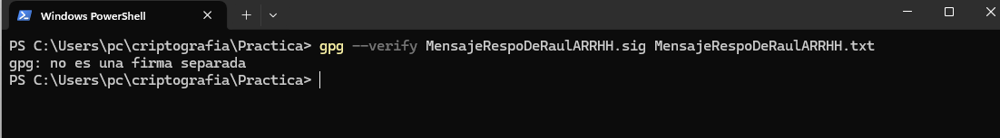 Windows PowerShell
PS C:\Users\pc\criptografia\Practica> gpg --verify MensajeRespoDeRaulARRHH.sig MensajeRespoDeRaulARRHH.txt
gpg: no es una firma separada
PS C:\Users\pc\criptografia\Practica>